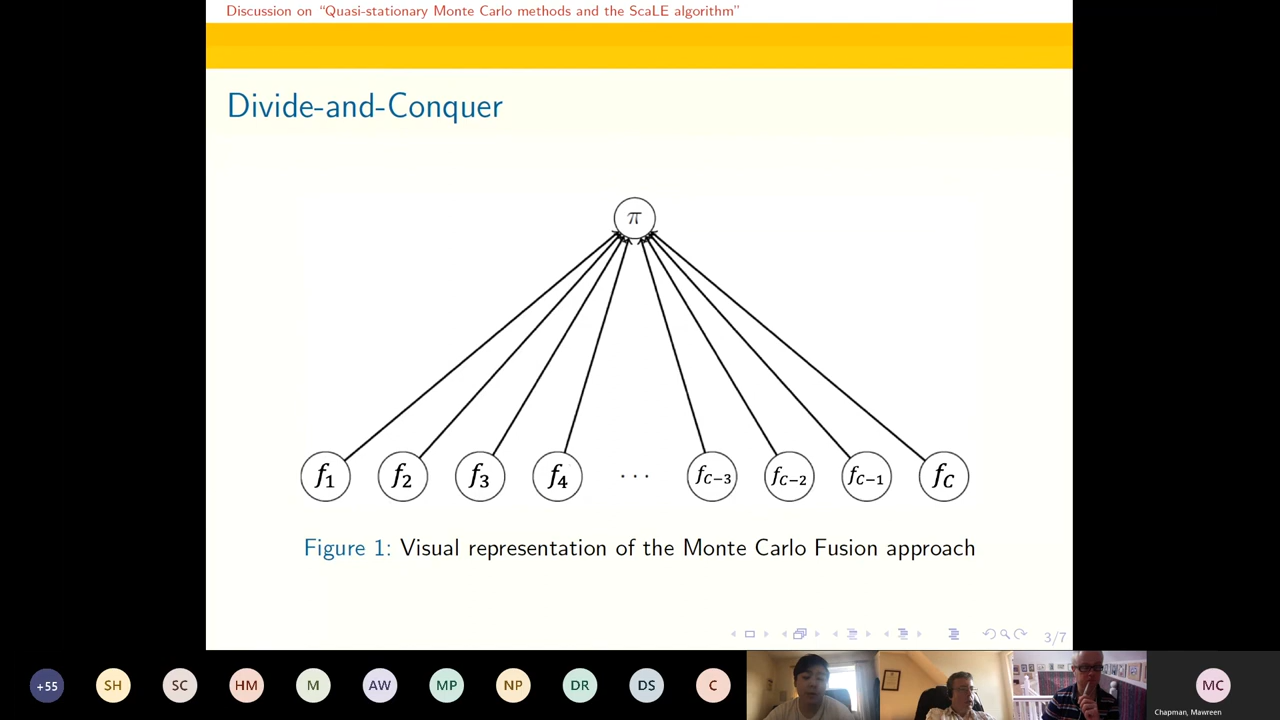 Discussion on “Quasi-stationary Monte Carlo methods and the ScaLE algorithm”
Divide-and-Conquer
π
f1 f2 f3 f4 ··· fC−3 fC−2 fC−1 fC
Figure 1: Visual representation of the Monte Carlo Fusion approach
3/7
+55 SH SC HM M AW MP NP DR DS C MC
Chapman, Mawreen